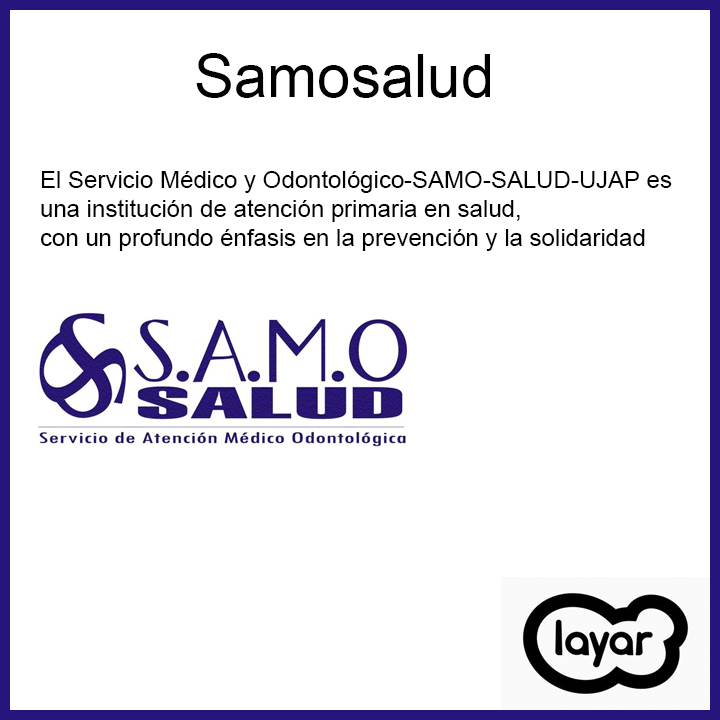 Samosalud
El Servicio Médico y Odontológico-SAMO-SALUD-UJAP es
una institución de atención primaria en salud,
con un profundo énfasis en la prevención y la solidaridad
S.A.M.O
SALUD
Servicio de Atención Médico Odontológica
layar